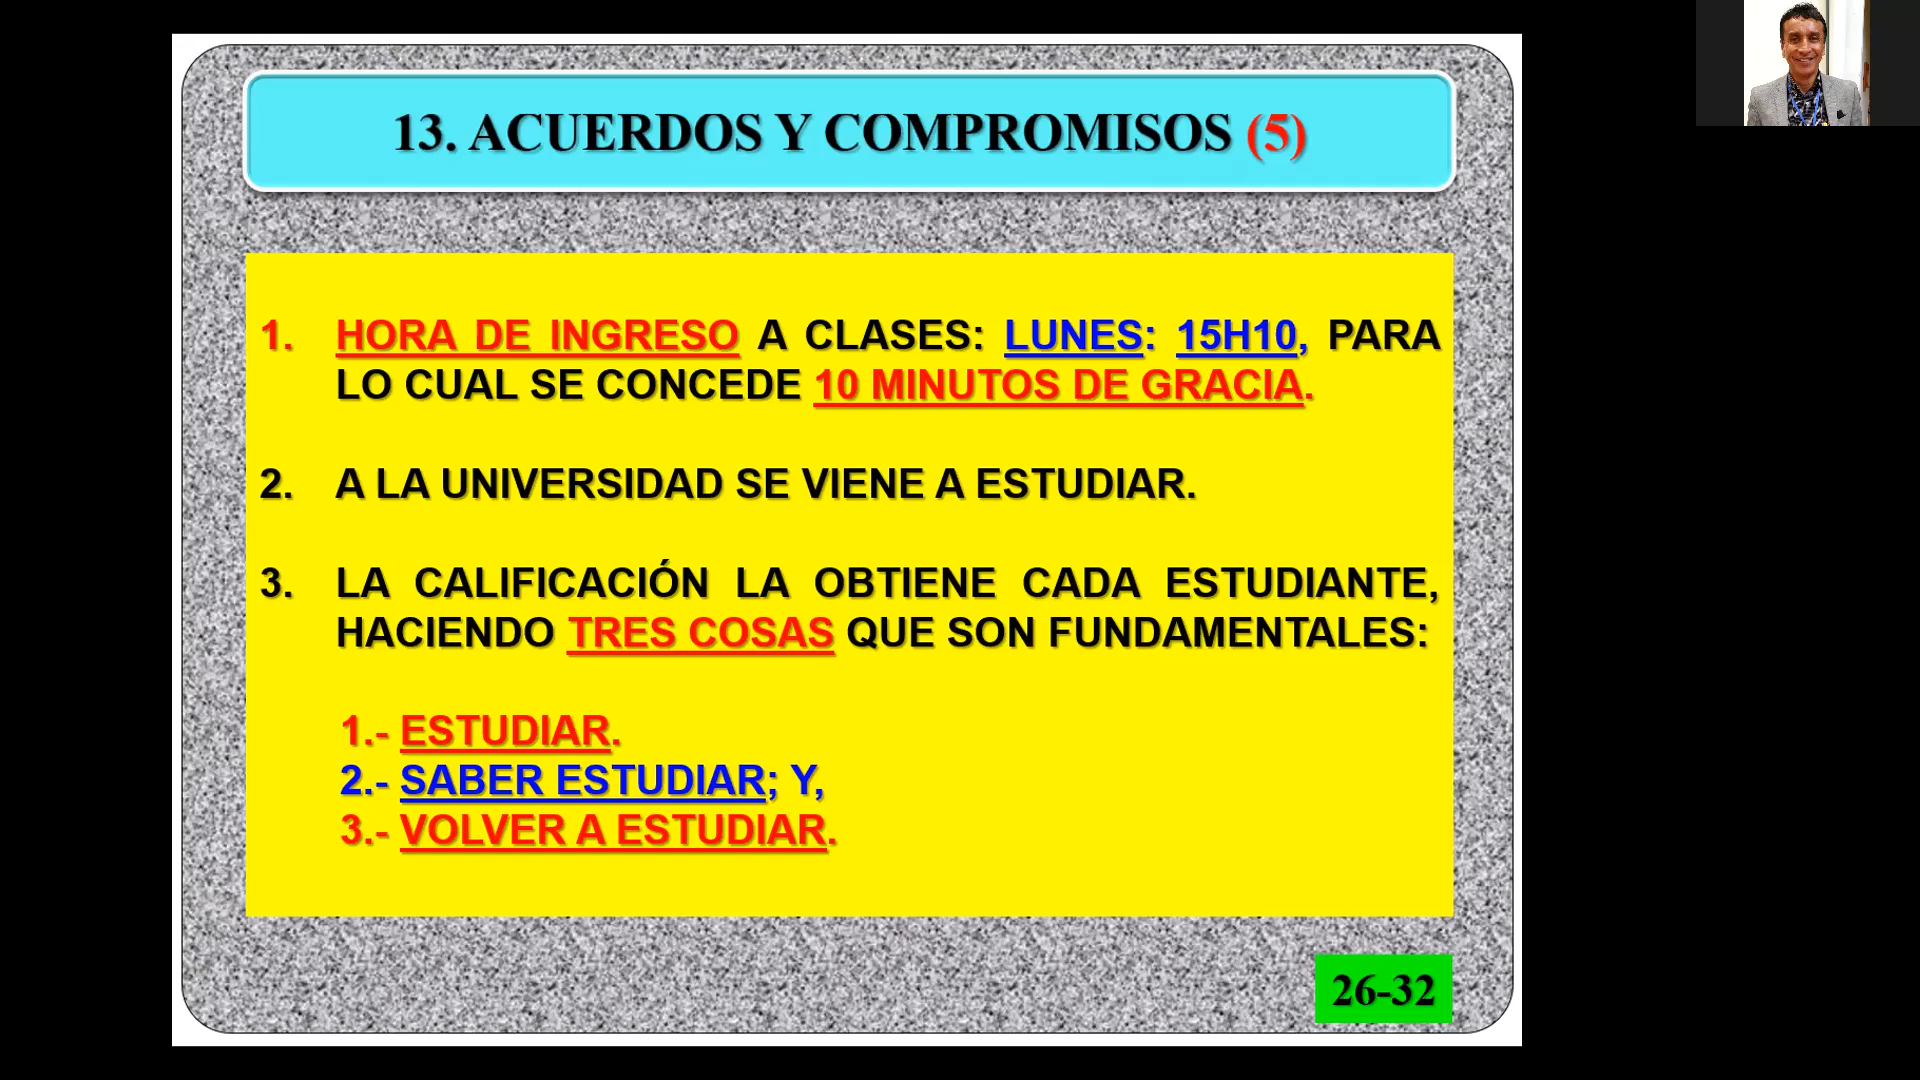 13. ACUERDOS Y COMPROMISOS (5)
1. HORA DE INGRESO A CLASES: LUNES: 15H10, PARA
LO CUAL SE CONCEDE 10 MINUTOS DE GRACIA.
2. A LA UNIVERSIDAD SE VIENE A ESTUDIAR.
3. LA CALIFICACIÓN LA OBTIENE CADA ESTUDIANTE,
HACIENDO TRES COSAS QUE SON FUNDAMENTALES:
1.- ESTUDIAR.
2.- SABER ESTUDIAR; Y,
3.- VOLVER A ESTUDIAR.
26-32